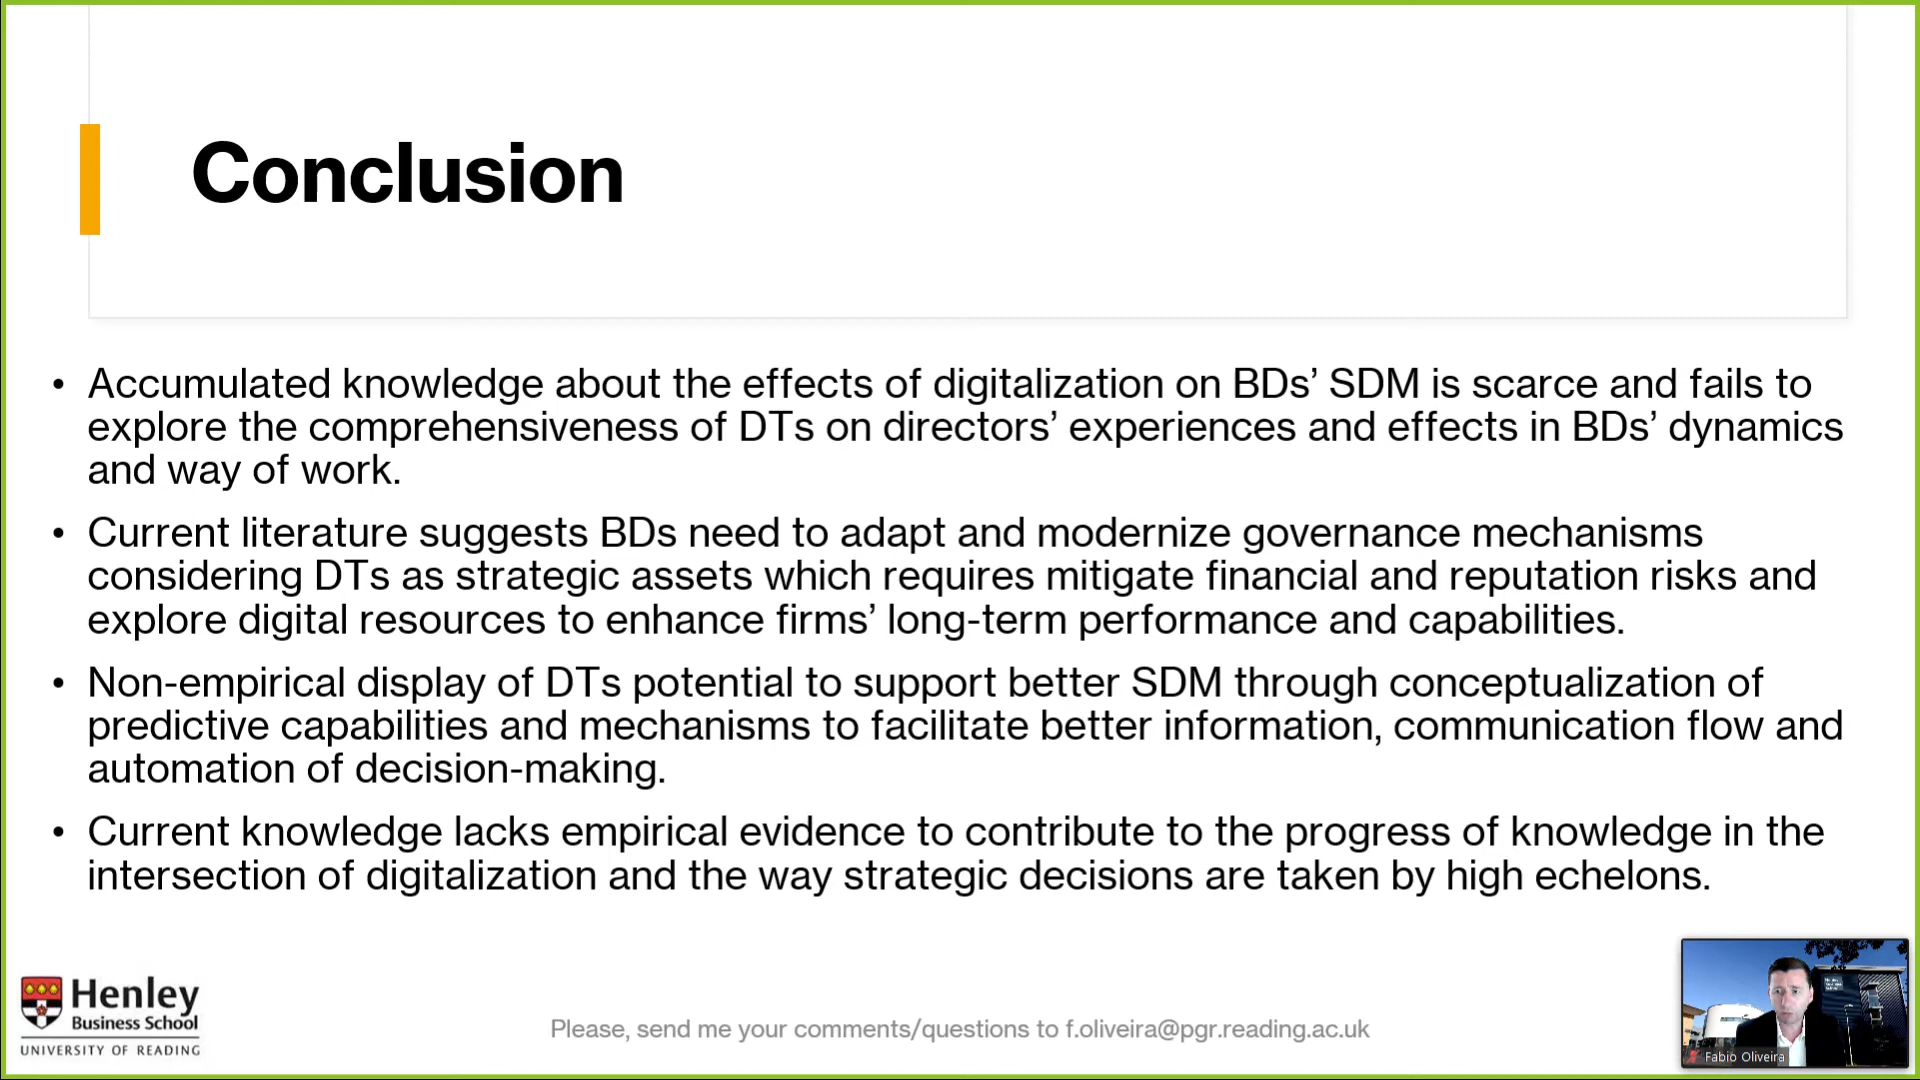 Conclusion
• Accumulated knowledge about the effects of digitalization on BDs’ SDM is scarce and fails to
explore the comprehensiveness of DTs on directors’ experiences and effects in BDs’ dynamics
and way of work.
• Current literature suggests BDs need to adapt and modernize governance mechanisms
considering DTs as strategic assets which requires mitigate financial and reputation risks and
explore digital resources to enhance firms’ long-term performance and capabilities.
• Non-empirical display of DTs potential to support better SDM through conceptualization of
predictive capabilities and mechanisms to facilitate better information, communication flow and
automation of decision-making.
• Current knowledge lacks empirical evidence to contribute to the progress of knowledge in the
intersection of digitalization and the way strategic decisions are taken by high echelons.
Henley
Business School
UNIVERSITY OF READING
Please, send me your comments/questions to f.oliveira@pgr.reading.ac.uk
Fabio Oliveira